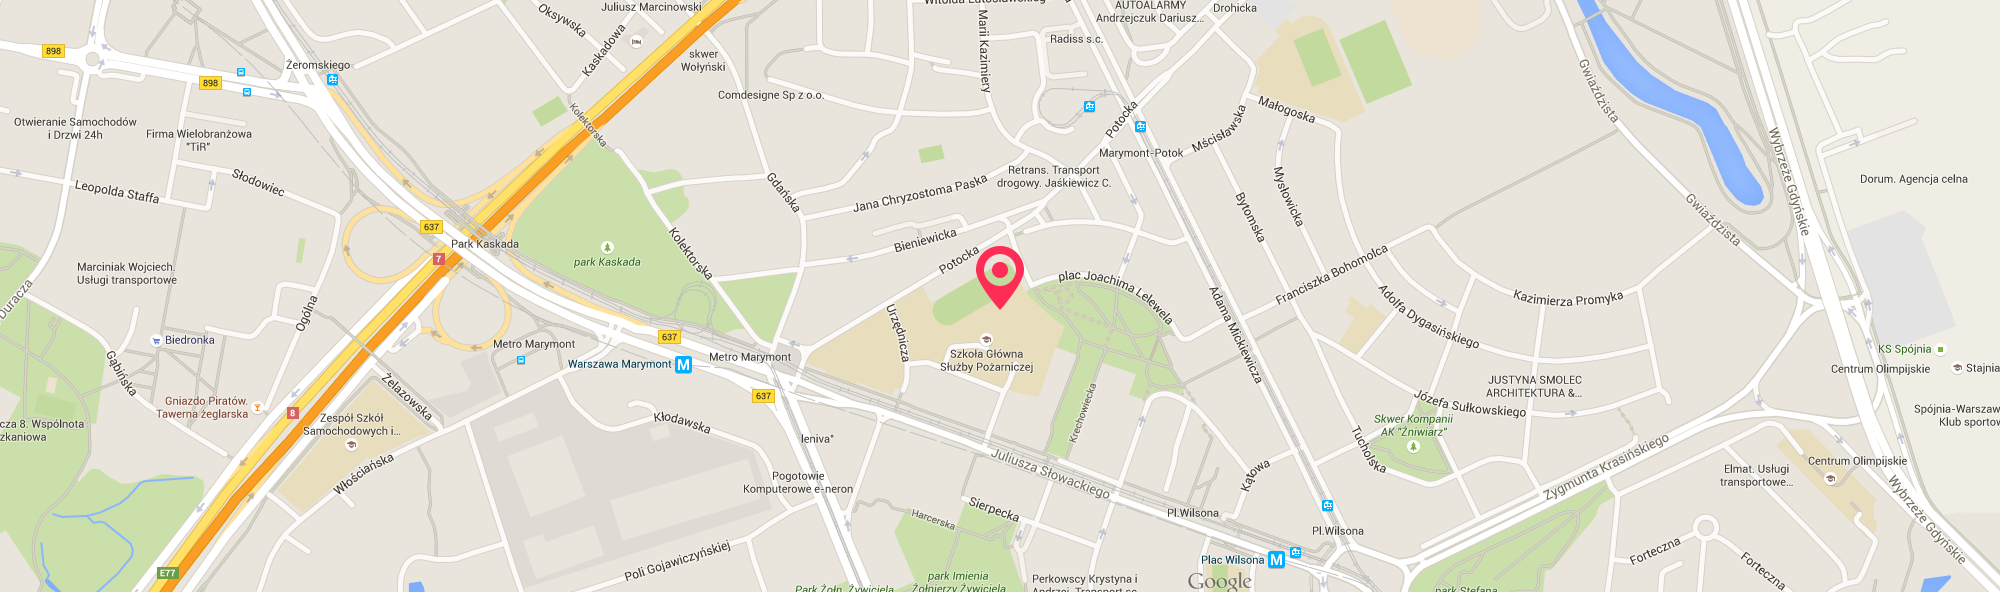 Juliusz Marcinowski
Oksywska
Kaskadowa
Witolda Lutosławskiego
Marii Kazimiery
AUTOALARMY
Andrzejczuk Dariusz...
Drohicka
Radiss s.c.
898
Żeromskiego
898
skwer
Wołyński
Comdesigne Sp z o.o.
Kolektorska
Potocka
Małogoska
Mścisławska
Gwiaździsta
Wybrzeże Gdyńskie
Otwieranie Samochodów
i Drzwi 24h
Firma Wielobranżowa
"TiR"
Marymont-Potok
Retrans. Transport
drogowy. Jaśkiewicz C.
Leopolda Staffa
Słodowiec
Gdańska
Jana Chryzostoma Paska
Mysłowicka
Bytomska
Gwiaździsta
Dorum. Agencja celna
637
Park Kaskada
7
park Kaskada
Kolektorska
Bieniewicka
Potocka
plac Joachima Lelewela
Franciszka Bohomolca
Marciniak Wojciech.
Usługi transportowe
Duracza
Ogólna
Adama Mickiewicza
Adolfa Dygasińskiego
Kazimierza Promyka
Biedronka
Gąbińska
Metro Marymont
637
Warszawa Marymont
M
Metro Marymont
Urzędnicza
Szkoła Główna
Służby Pożarniczej
KS Spójnia
Centrum Olimpijskie
Stajnia
JUSTYNA SMOLEC
ARCHITEKTURA &...
Żelazowska
637
Gniazdo Piratów.
Tawerna żeglarska
8
Zespół Szkół
Samochodowych i...
Kłodawska
Krechowiecka
Józefa Sułkowskiego
Skwer Kompanii
AK "Żniwiarz"
Spójnia-Warszaw
Klub sportow
cza 8. Wspólnota
zkaniowa
leniva"
Włościańska
Pogotowie
Komputerowe e-neron
Juliusza Słowackiego
Kątowa
Tucholska
Zygmunta Krasińskiego
Centrum Olimpijskie
Elmat. Usługi
transportowe...
Wybrzeże Gdyńskie
Sierpecka
Harcerska
Pl.Wilsona
Pl.Wilsona
Plac Wilsona
M
Forteczna
Forteczna
E77
Poli Gojawiczyńskiej
park Imienia
Żołnierzy Żywiciela
Park Żołn. Żywiciela
Perkowscy Krystyna i
Andrzej. Transport sc
Google
park Stefana